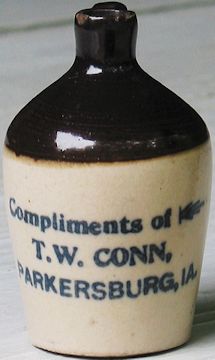 Compliments of
T.W. CONN,
PARKERSBURG, IA.